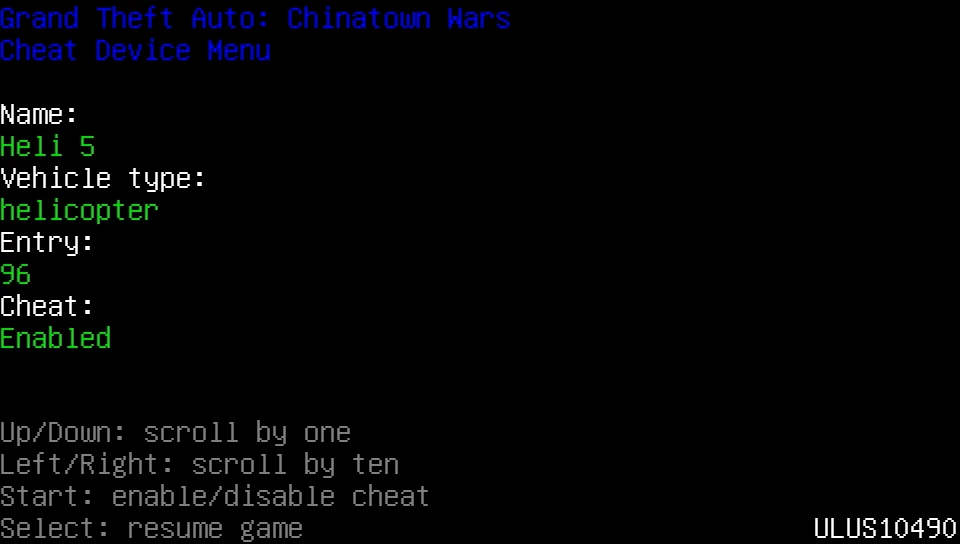 Grand Theft Auto: Chinatown Wars
Cheat Device Menu
Name:
Heli 5
Vehicle type:
helicopter
Entry:
96
Cheat:
Enabled
Up/Down: scroll by one
Left/Right: scroll by ten
Start: enable/disable cheat
Select: resume game
ULUS10490